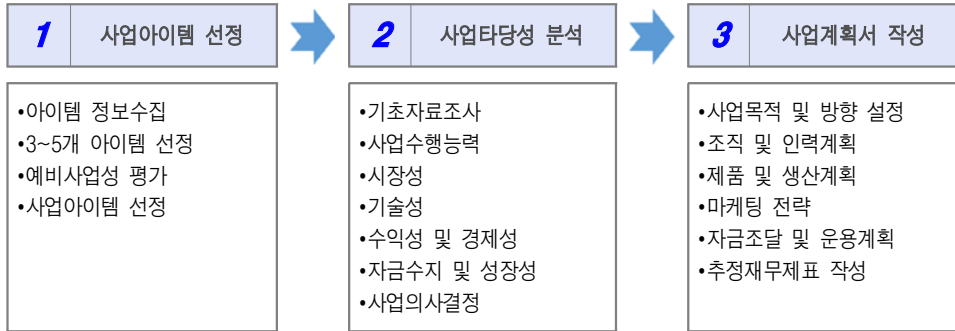 1 사업아이템 선정
•아이템 정보수집
•3~5개 아이템 선정
•예비사업성 평가
•사업아이템 선정
2 사업타당성 분석
•기초자료조사
•사업수행능력
•시장성
•기술성
•수익성 및 경제성
•자금수지 및 성장성
•사업의사결정
3 사업계획서 작성
•사업목적 및 방향 설정
•조직 및 인력계획
•제품 및 생산계획
•마케팅 전략
•자금조달 및 운용계획
•추정재무제표 작성